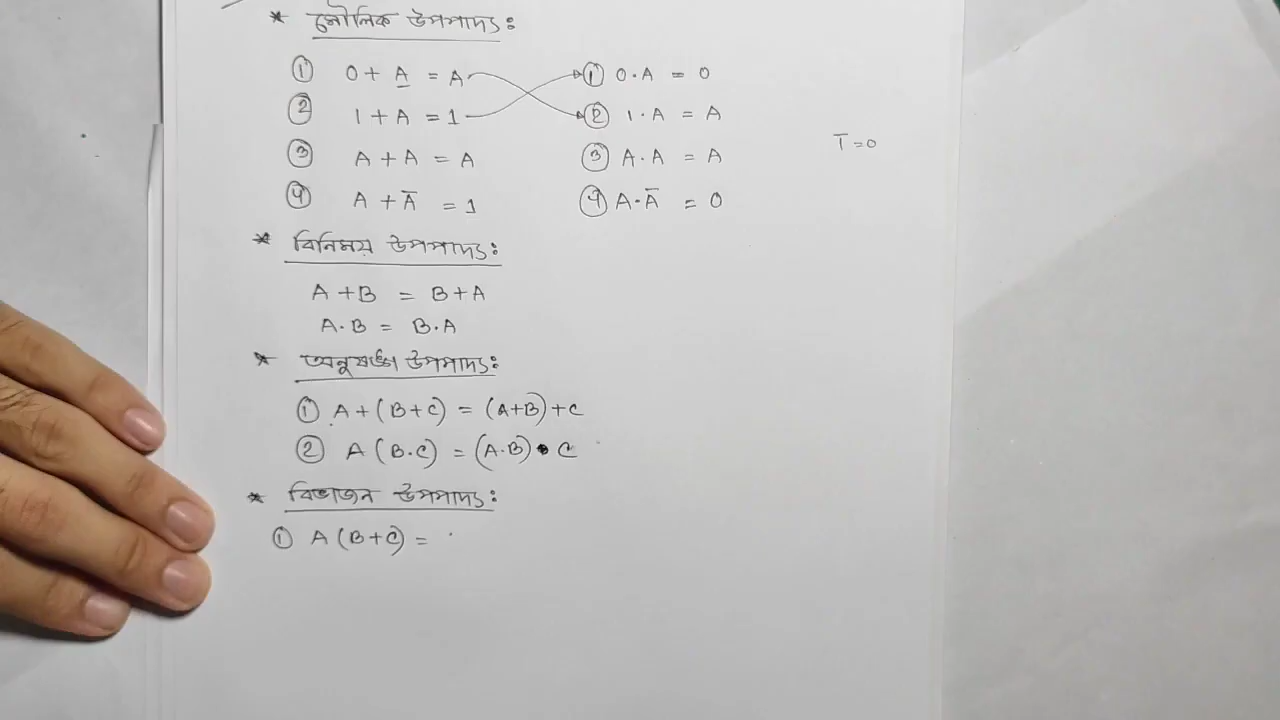 * মৌলিক উপপাদ্য:
① 0 + A = A ① 0 · A = 0
② 1 + A = 1 ② 1 · A = A
T = 0
③ A + A = A ③ A · A = A
④ A + Ā = 1 ④ A · Ā = 0
* বিনিময় উপপাদ্য:
A + B = B + A
A · B = B · A
* অনুষঙ্গ উপপাদ্য:
① A + (B + C) = (A + B) + C
② A (B · C) = (A · B) • C
* বিভাজন উপপাদ্য:
① A (B + C) =